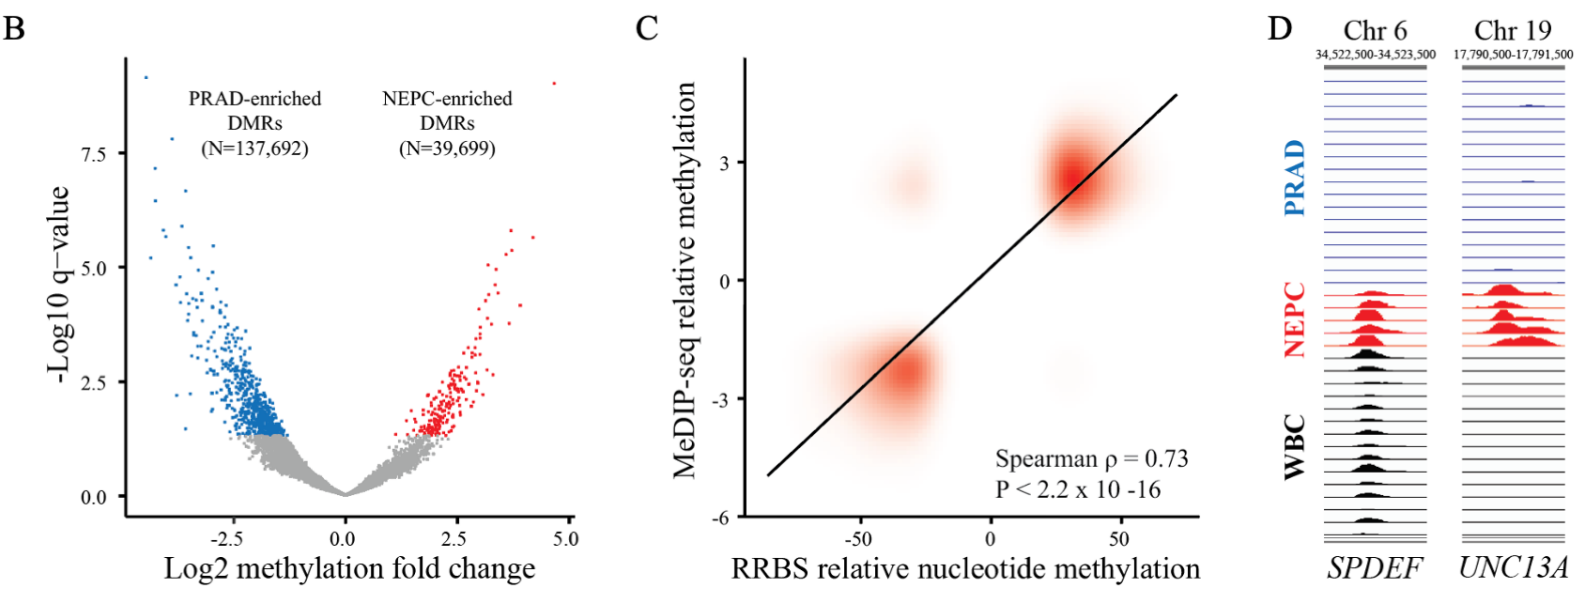 B
PRAD-enriched
DMRs
(N=137,692)
NEPC-enriched
DMRs
(N=39,699)
-Log10 q−value
7.5
5.0
2.5
0.0
-2.5
0.0
2.5
5.0
Log2 methylation fold change
C
MeDIP-seq relative methylation
3
0
-3
-6
Spearman ρ = 0.73
P < 2.2 x 10 -16
-50
0
50
RRBS relative nucleotide methylation
D
Chr 6
34,522,500-34,523,500
Chr 19
17,790,500-17,791,500
PRAD
NEPC
WBC
SPDEF
UNC13A